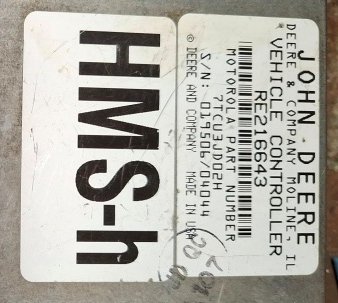 JOHN DEERE
DEERE & COMPANY MOLINE, IL
VEHICLE CONTROLLER
RE216643
MOTOROLA PART NUMBER
7TCU3JD02H
S/N: 013506/04044
© DEERE AND COMPANY MADE IN USA
HMS-h